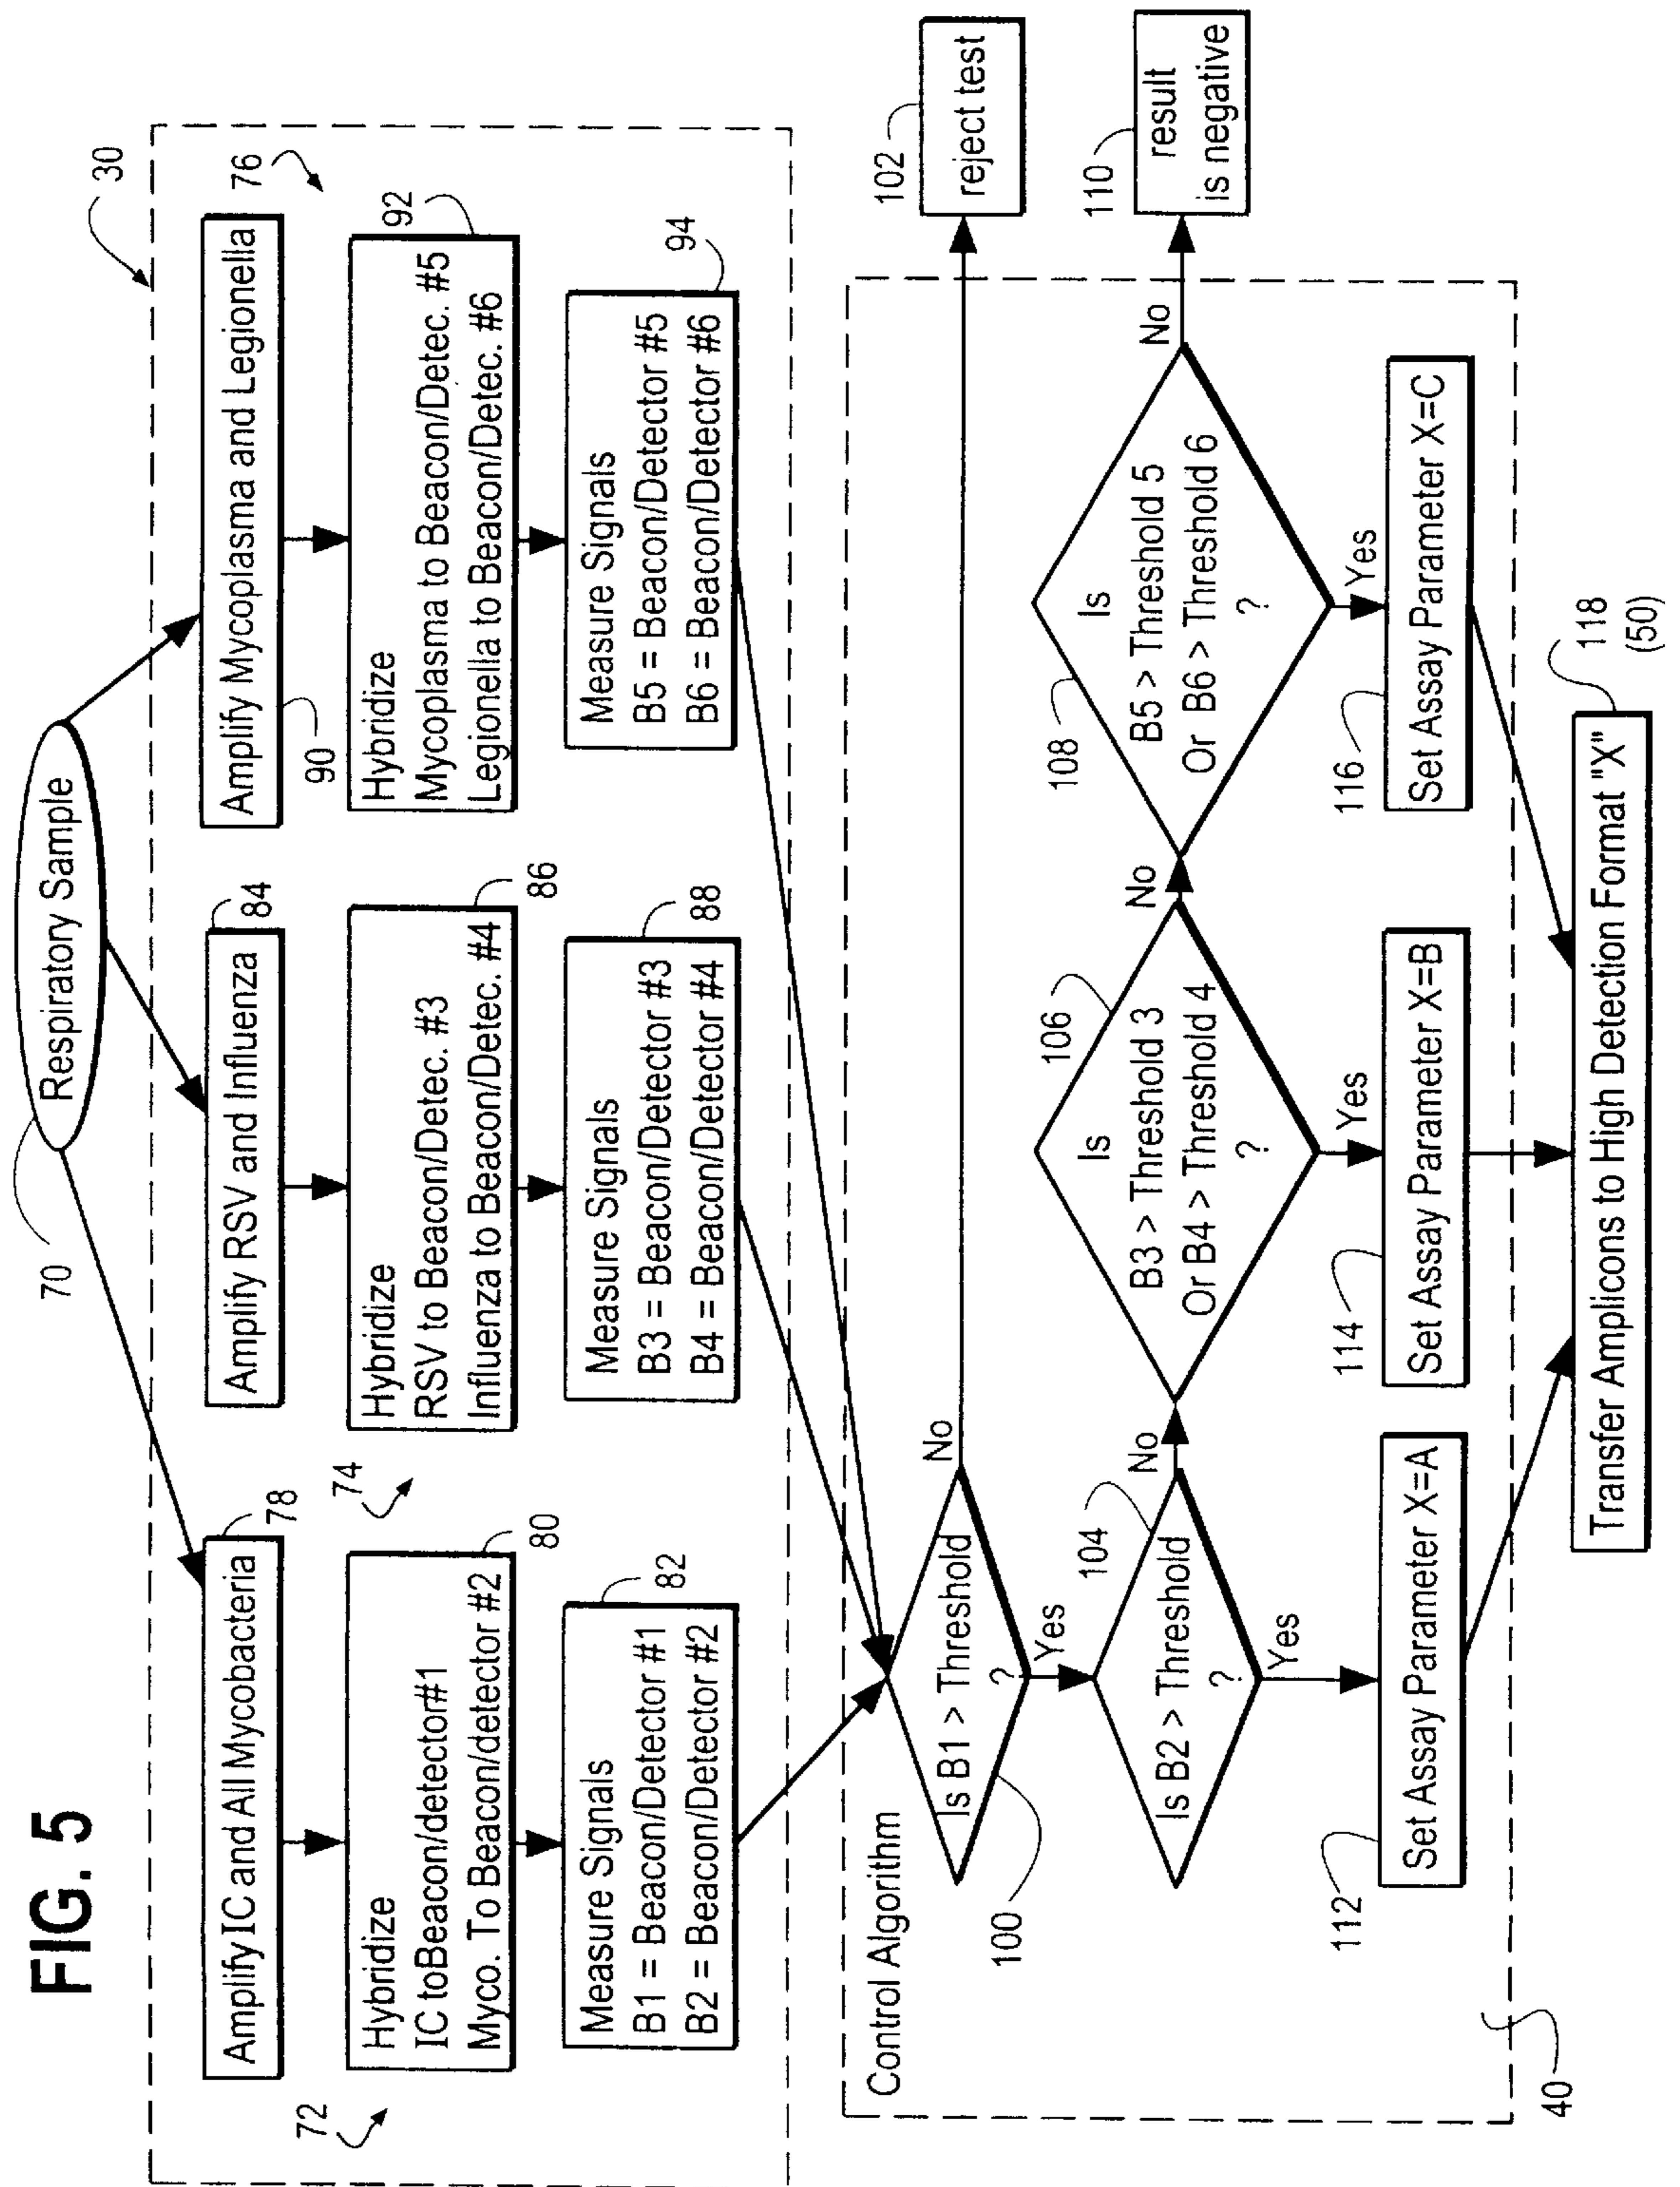 FIG. 5
70
Respiratory Sample
30
72
Amplify IC and All Mycobacteria
78
Hybridize
IC toBeacon/detector#1
Myco. To Beacon/detector #2
80
Measure Signals
B1 = Beacon/Detector #1
B2 = Beacon/Detector #2
82
74
Amplify RSV and Influenza
84
Hybridize
RSV to Beacon/Detec. #3
Influenza to Beacon/Detec. #4
86
Measure Signals
B3 = Beacon/Detector #3
B4 = Beacon/Detector #4
88
76
Amplify Mycoplasma and Legionella
90
Hybridize
Mycoplasma to Beacon/Detec. #5
Legionella to Beacon/Detec. #6
92
Measure Signals
B5 = Beacon/Detector #5
B6 = Beacon/Detector #6
94
Control Algorithm
Is B1 > Threshold
?
100
No
Yes
102
reject test
Is B2 > Threshold
?
104
No
Yes
Is
B3 > Threshold 3
Or B4 > Threshold 4
?
106
No
Yes
Is
B5 > Threshold 5
Or B6 > Threshold 6
?
108
No
Yes
110
result
is negative
112
Set Assay Parameter X=A
114
Set Assay Parameter X=B
116
Set Assay Parameter X=C
40
Transfer Amplicons to High Detection Format "X"
118
(50)